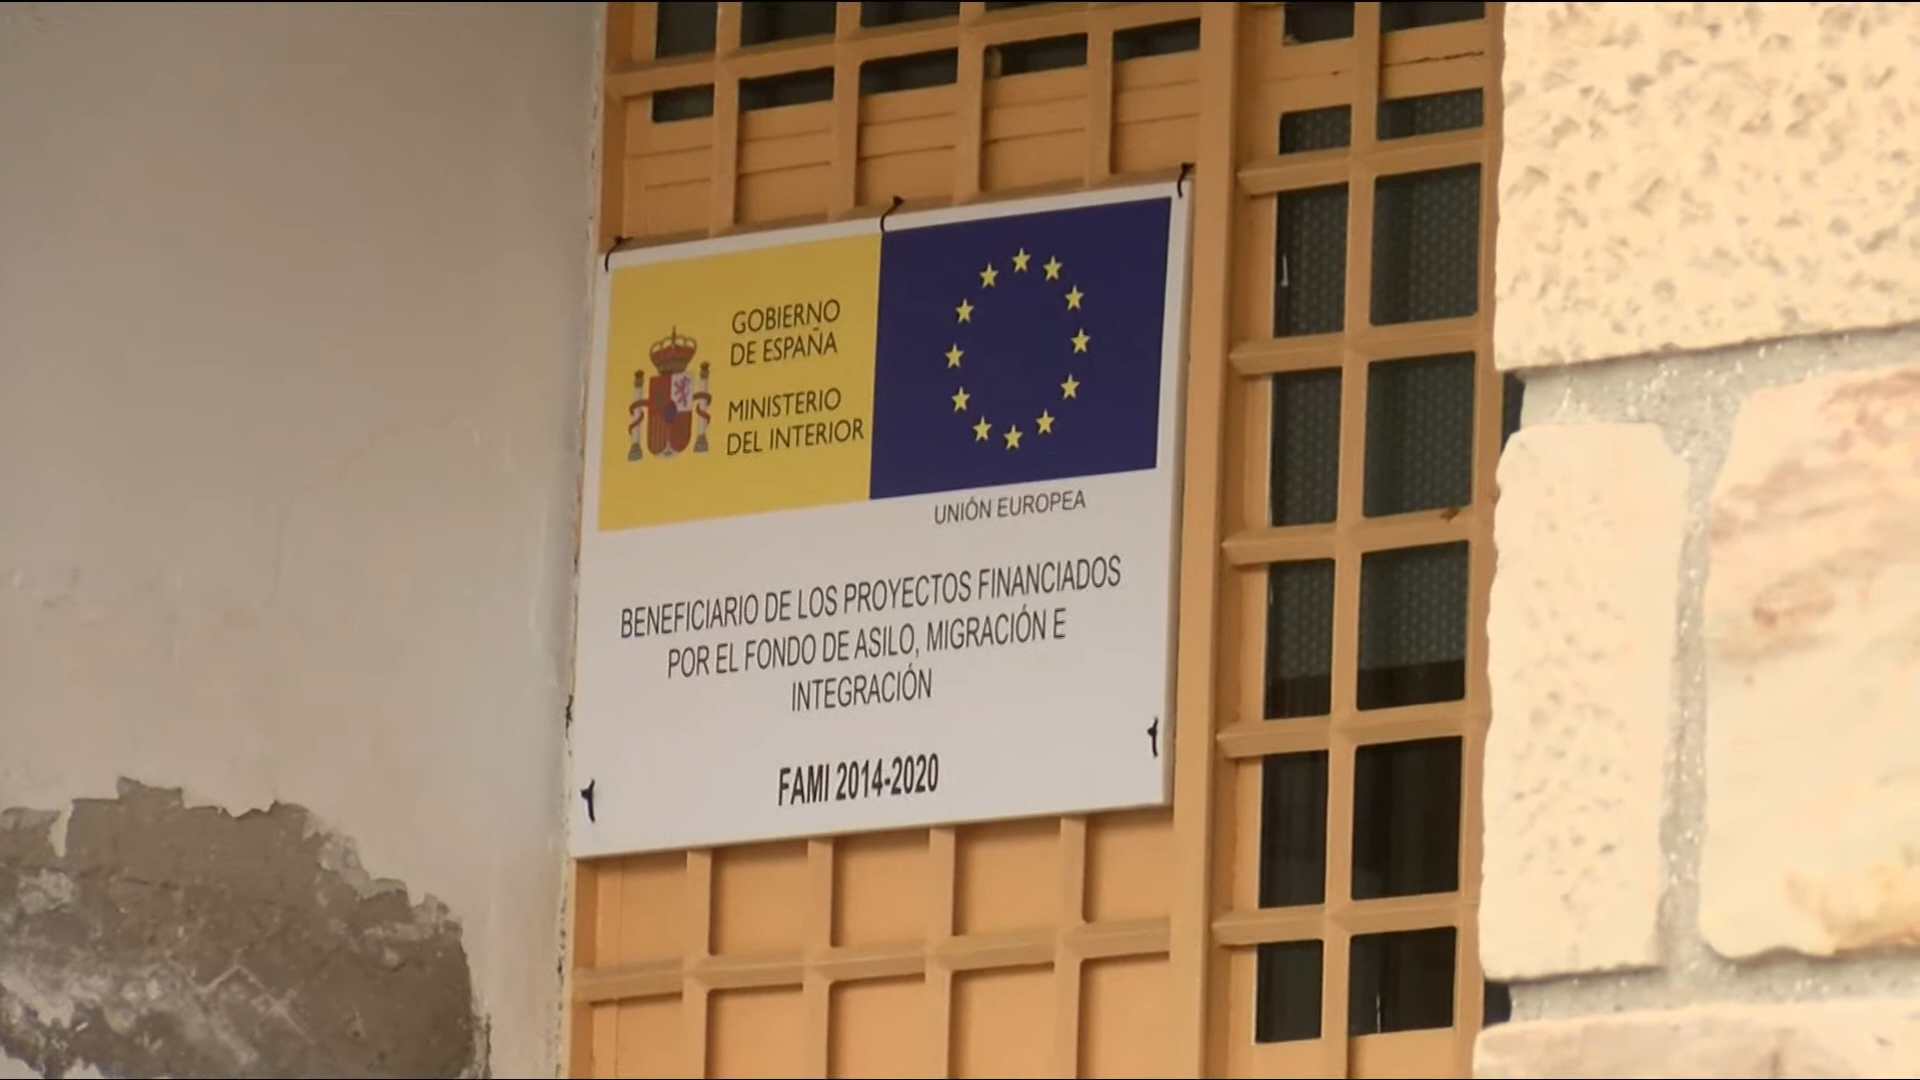 GOBIERNO
DE ESPAÑA
MINISTERIO
DEL INTERIOR
UNIÓN EUROPEA
BENEFICIARIO DE LOS PROYECTOS FINANCIADOS
POR EL FONDO DE ASILO, MIGRACIÓN E
INTEGRACIÓN
FAMI 2014-2020